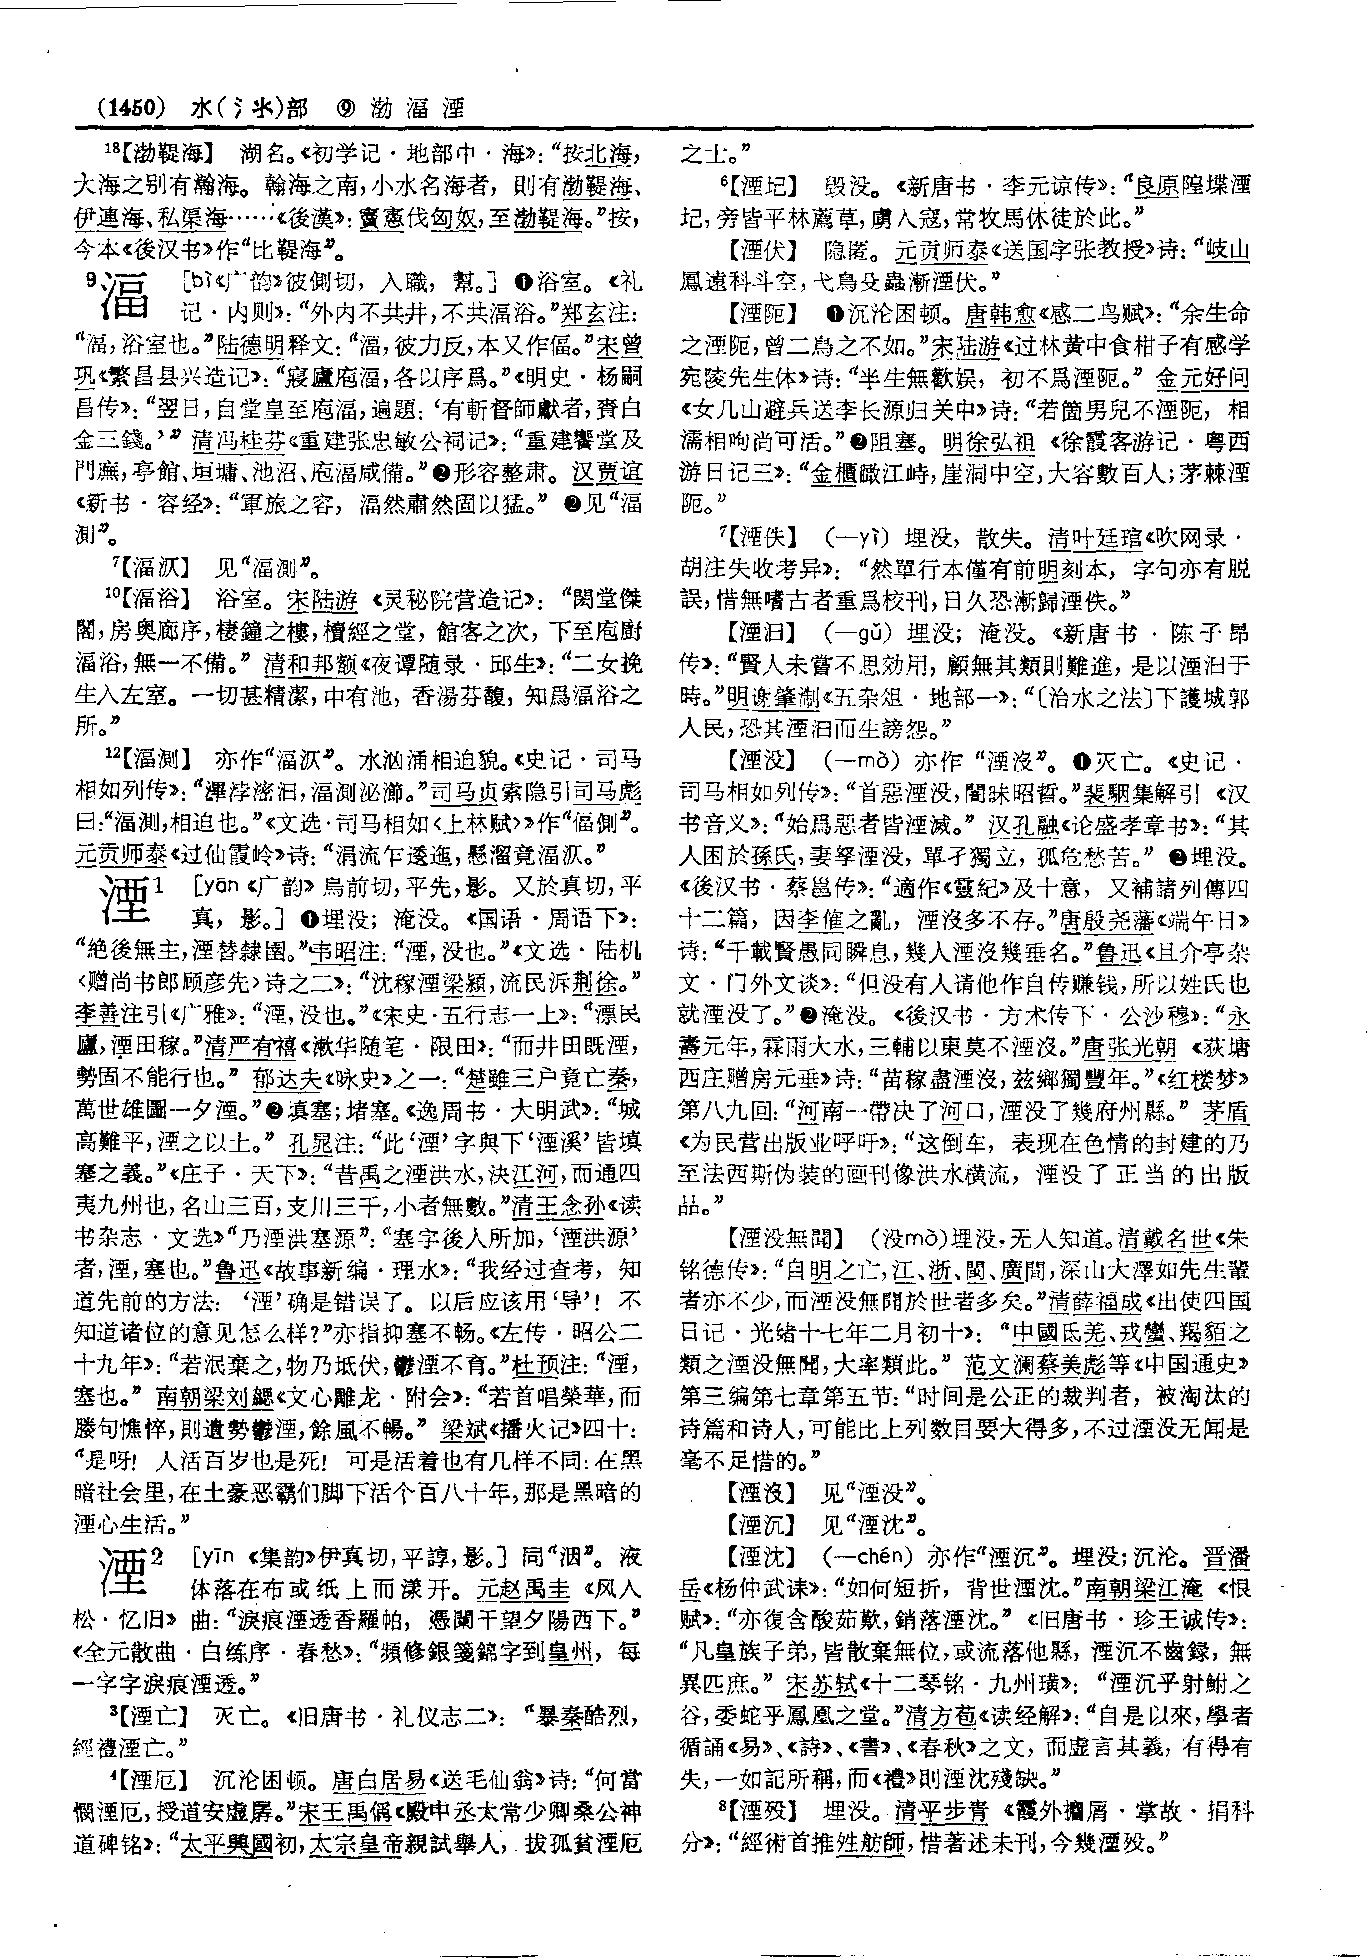 (1450) 水(氵氺)部 ⑨ 渤湢湮
18【渤鞮海】 湖名。《初学记·地部中·海》：“按北海，
大海之别有瀚海。瀚海之南，小水名海者，則有渤鞮海、
伊連海、私渠海……《後漢》：竇憲伐匈奴，至渤鞮海。”按，
今本《後汉书》作“比鞮海”。
9湢 [bì《广韵》彼側切，入職，幫。] ❶浴室。《礼
记·内则》：“外内不共井，不共湢浴。”郑玄注：
“湢，浴室也。”陆德明释文：“湢，彼力反，本又作偪。”宋曾
巩《繁昌县兴造记》：“寢廬庖湢，各以序爲。”《明史·杨嗣
昌传》：“翌日，自堂皇至庖湢，遍題：‘有斬督師獻者，賚白
金三錢。’” 清冯桂芬《重建张忠敏公祠记》：“重建饗堂及
門廡，亭館、垣墉、池沼、庖湢咸備。”❷形容整肃。汉贾谊
《新书·容经》：“軍旅之容，湢然肅然固以猛。” ❷见“湢
測”。
7【湢汃】 见“湢測”。
10【湢浴】 浴室。宋陆游《灵秘院营造记》：“閎堂傑
閣，房奥廊序，棲鐘之樓，櫝經之堂，館客之次，下至庖廚
湢浴，無一不備。” 清和邦额《夜谭随录·邱生》：“二女挽
生入左室。一切甚精潔，中有池，香湯芬馥，知爲湢浴之
所。”
12【湢測】 亦作“湢汃”。水汹涌相迫貌。《史记·司马
相如列传》：“滭浡滵汨，湢測泌瀄。”司马贞索隐引司马彪
曰：“湢測，相迫也。”《文选·司马相如〈上林赋〉》作“偪側”。
元贡师泰《过仙霞岭》诗：“涓流乍逶迤，懸溜竟湢汃。”
湮1 [yān《广韵》烏前切，平先，影。又於真切，平
真，影。] ❶埋没；淹没。《国语·周语下》：
“絶後無主，湮替隸圉。”韦昭注：“湮，没也。”《文选·陆机
〈赠尚书郎顾彦先〉诗之二》：“沈稼湮梁潁，流民泝荆徐。”
李善注引《广雅》：“湮，没也。”《宋史·五行志一上》：“漂民
廬，湮田稼。”清严有禧《漱华随笔·限田》：“而井田既湮，
勢固不能行也。” 郁达夫《咏史》之一：“楚雖三户竟亡秦，
萬世雄圖一夕湮。”❷填塞；堵塞。《逸周书·大明武》：“城
高難平，湮之以土。” 孔晁注：“此‘湮’字與下‘湮溪’皆填
塞之義。”《庄子·天下》：“昔禹之湮洪水，决江河，而通四
夷九州也，名山三百，支川三千，小者無數。”清王念孙《读
书杂志·文选》“乃湮洪塞源”：“塞字後人所加，‘湮洪源’
者，湮，塞也。”鲁迅《故事新编·理水》：“我经过查考，知
道先前的方法：‘湮’确是错误了。以后应该用‘导’！不
知道诸位的意见怎么样？”亦指抑塞不畅。《左传·昭公二
十九年》：“若泯棄之，物乃坻伏，鬱湮不育。”杜预注：“湮，
塞也。” 南朝梁刘勰《文心雕龙·附会》：“若首唱榮華，而
媵句憔悴，則遺勢鬱湮，餘風不暢。” 梁斌《播火记》四十：
“是呀！人活百岁也是死！可是活着也有几样不同：在黑
暗社会里，在土豪恶霸们脚下活个百八十年，那是黑暗的
湮心生活。”
湮2 [yīn《集韵》伊真切，平諄，影。] 同“洇”。液
体落在布或纸上而漾开。元赵禹圭《风入
松·忆旧》曲：“淚痕湮透香羅帕，憑闌干望夕陽西下。”
《全元散曲·白练序·春愁》：“頻修銀箋錦字到皇州，每
一字字淚痕湮透。”
3【湮亡】 灭亡。《旧唐书·礼仪志二》：“暴秦酷烈，
經禮湮亡。”
4【湮厄】 沉沦困顿。唐白居易《送毛仙翁》诗：“何當
憫湮厄，授道安虚孱。”宋王禹偁《殿中丞太常少卿桑公神
道碑铭》：“太平興國初，太宗皇帝親試舉人，拔孤貧湮厄
之士。”
6【湮圮】 毁没。《新唐书·李元谅传》：“良原隍堞湮
圮，旁皆平林薦草，虜入寇，常牧馬休徒於此。”
【湮伏】 隐匿。元贡师泰《送国字张教授》诗：“岐山
鳳遠科斗空，弋鳥殳蟲漸湮伏。”
【湮阨】 ❶沉沦困顿。唐韩愈《感二鸟赋》：“余生命
之湮阨，曾二鳥之不如。”宋陆游《过林黄中食柑子有感学
宛陵先生体》诗：“半生無歡娱，初不爲湮阨。” 金元好问
《女几山避兵送李长源归关中》诗：“若箇男兒不湮阨，相
濡相呴尚可活。”❷阻塞。明徐弘祖《徐霞客游记·粤西
游日记三》：“金櫃瞰江峙，崖洞中空，大容數百人；茅棘湮
阨。”
7【湮佚】 （—yì）埋没，散失。清叶廷琯《吹网录·
胡注失收考异》：“然單行本僅有前明刻本，字句亦有脱
誤，惜無嗜古者重爲校刊，日久恐漸歸湮佚。”
【湮汩】 （—gǔ）埋没；淹没。《新唐书·陈子昂
传》：“賢人未嘗不思効用，顧無其類則難進，是以湮汩于
時。”明谢肇淛《五杂俎·地部一》：“〔治水之法〕下護城郭
人民，恐其湮汩而生謗怨。”
【湮没】 （—mò）亦作“湮沒”。❶灭亡。《史记·
司马相如列传》：“首惡湮没，闇昧昭晳。”裴駰集解引《汉
书音义》：“始爲惡者皆湮滅。” 汉孔融《论盛孝章书》：“其
人困於孫氏，妻孥湮没，單孑獨立，孤危愁苦。” ❷埋没。
《後汉书·蔡邕传》：“適作《靈紀》及十意，又補諸列傳四
十二篇，因李傕之亂，湮沒多不存。”唐殷尧藩《端午日》
诗：“千載賢愚同瞬息，幾人湮沒幾垂名。”鲁迅《且介亭杂
文·门外文谈》：“但没有人请他作自传赚钱，所以姓氏也
就湮没了。”❷淹没。《後汉书·方术传下·公沙穆》：“永
壽元年，霖雨大水，三輔以東莫不湮沒。”唐张光朝《荻塘
西庄赠房元垂》诗：“苗稼盡湮沒，兹鄉獨豐年。”《红楼梦》
第八九回：“河南一帶决了河口，湮没了幾府州縣。” 茅盾
《为民营出版业呼吁》：“这倒车，表现在色情的封建的乃
至法西斯伪装的画刊像洪水横流，湮没了正当的出版
品。”
【湮没無聞】 （没mò）埋没，无人知道。清戴名世《朱
铭德传》：“自明之亡，江、浙、閩、廣間，深山大澤如先生輩
者亦不少，而湮没無聞於世者多矣。”清薛福成《出使四国
日记·光绪十七年二月初十》：“中國氐羌、戎蠻、羯貊之
類之湮没無聞，大率類此。” 范文澜蔡美彪等《中国通史》
第三编第七章第五节：“时间是公正的裁判者，被淘汰的
诗篇和诗人，可能比上列数目要大得多，不过湮没无闻是
毫不足惜的。”
【湮沒】 见“湮没”。
【湮沉】 见“湮沈”。
【湮沈】 （—chén）亦作“湮沉”。埋没；沉沦。晋潘
岳《杨仲武诔》：“如何短折，背世湮沈。”南朝梁江淹《恨
赋》：“亦復含酸茹歎，銷落湮沈。”《旧唐书·珍王诚传》：
“凡皇族子弟，皆散棄無位，或流落他縣，湮沉不齒録，無
異匹庶。” 宋苏轼《十二琴铭·九州璜》：“湮沉乎射鮒之
谷，委蛇乎鳳凰之堂。”清方苞《读经解》：“自是以來，學者
循誦《易》、《詩》、《書》、《春秋》之文，而虚言其義，有得有
失，一如記所稱，而《禮》則湮沈殘缺。”
8【湮歿】 埋没。清平步青《霞外攟屑·掌故·捐科
分》：“經術首推姓舫師，惜著述未刊，今幾湮歿。”